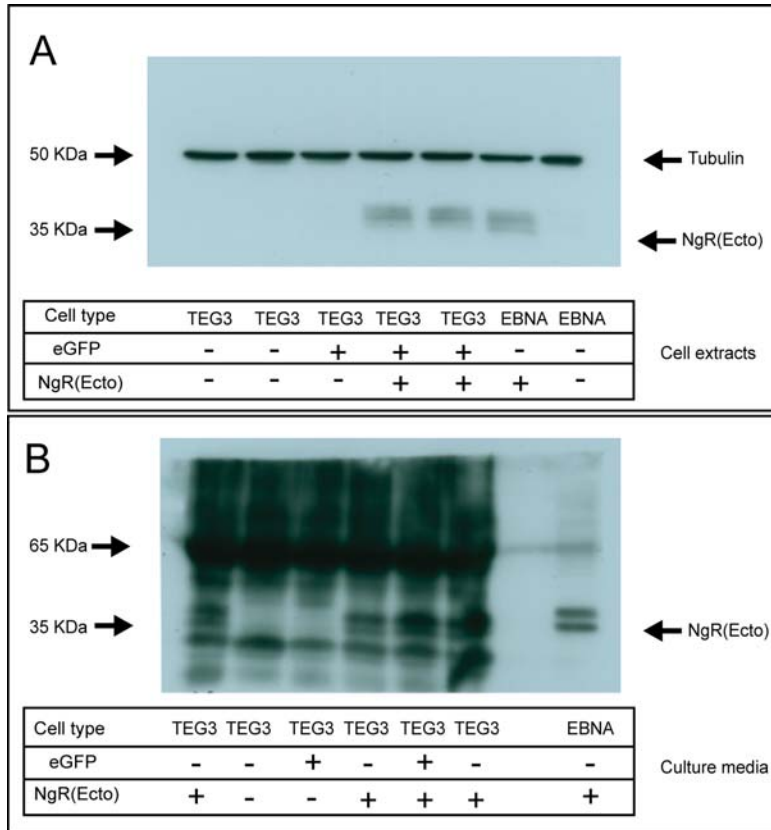 A
50 KDa
Tubulin
35 KDa
NgR(Ecto)
Cell type TEG3 TEG3 TEG3 TEG3 TEG3 EBNA EBNA
eGFP - - + + + - -
Cell extracts
NgR(Ecto) - - - + + + -
B
65 KDa
35 KDa
NgR(Ecto)
Cell type TEG3 TEG3 TEG3 TEG3 TEG3 TEG3 EBNA
eGFP - - + - + - -
Culture media
NgR(Ecto) + - - + + + +